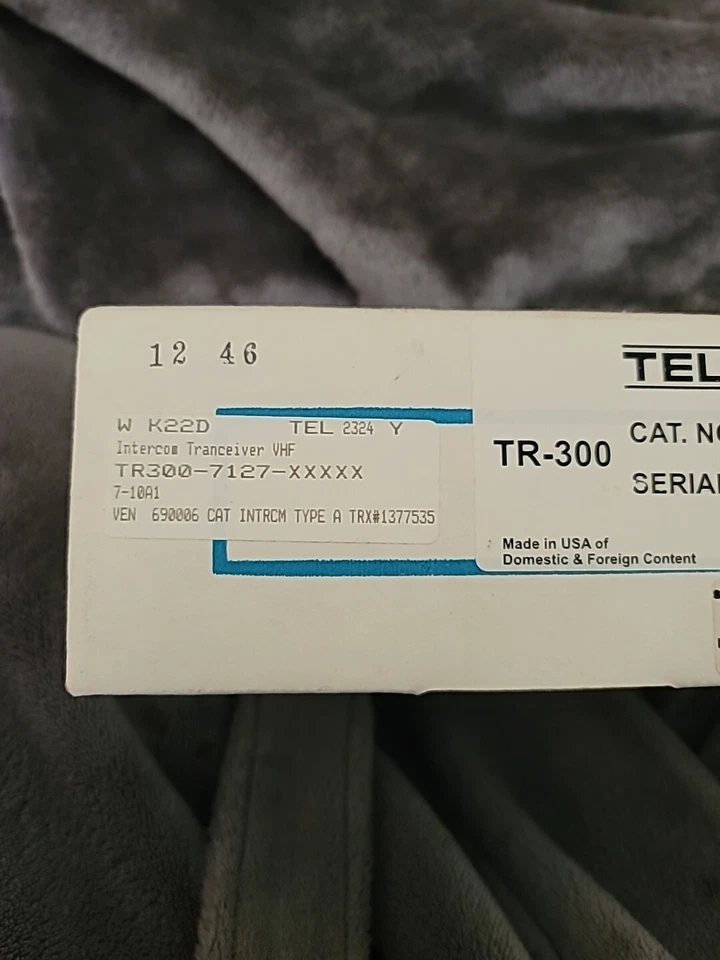 12 46
W K22D TEL 2324 Y
Intercom Tranceiver VHF
TR300-7127-XXXXX
7-10A1
VEN 690006 CAT INTRCM TYPE A TRX#1377535
TEL
TR-300
CAT. NO
SERIAL
Made in USA of
Domestic & Foreign Content